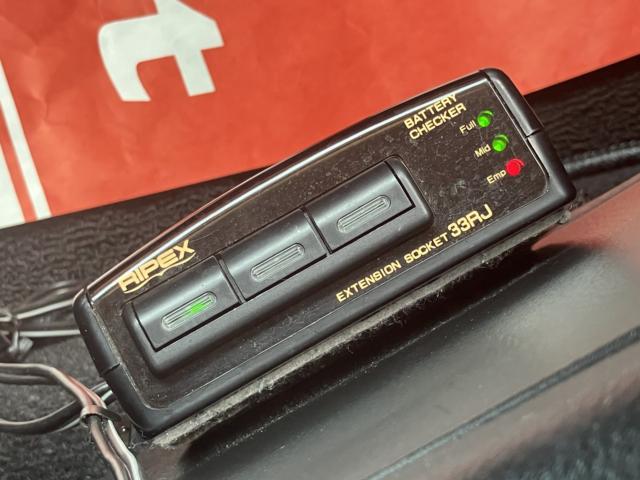 BATTERY
CHECKER
Full
Mid
Emp
RIPEX
EXTENSION SOCKET 33RJ